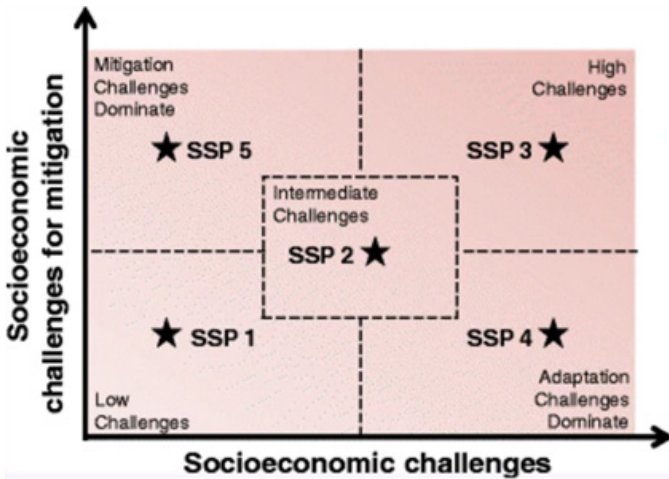 Mitigation
Challenges
Dominate
High
Challenges
SSP 5
SSP 3
Intermediate
Challenges
SSP 2
SSP 1
SSP 4
Low
Challenges
Adaptation
Challenges
Dominate
Socioeconomic
challenges for mitigation
Socioeconomic challenges